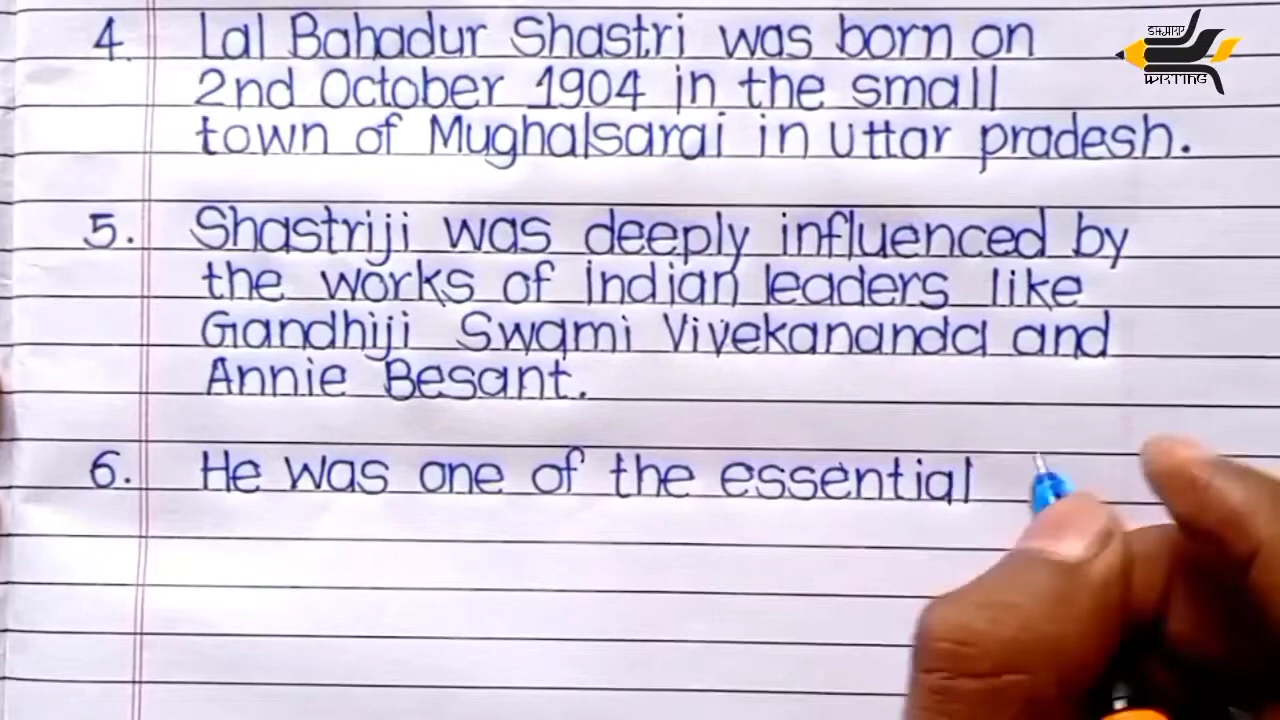 4. Lal Bahadur Shastri was born on
2nd October 1904 in the small
town of Mughalsarai in Uttar pradesh.
5. Shastriji was deeply influenced by
the works of indian leaders like
Gandhiji Swami Vivekananda and
Annie Besant.
6. He was one of the essential
SHARP
WRITING